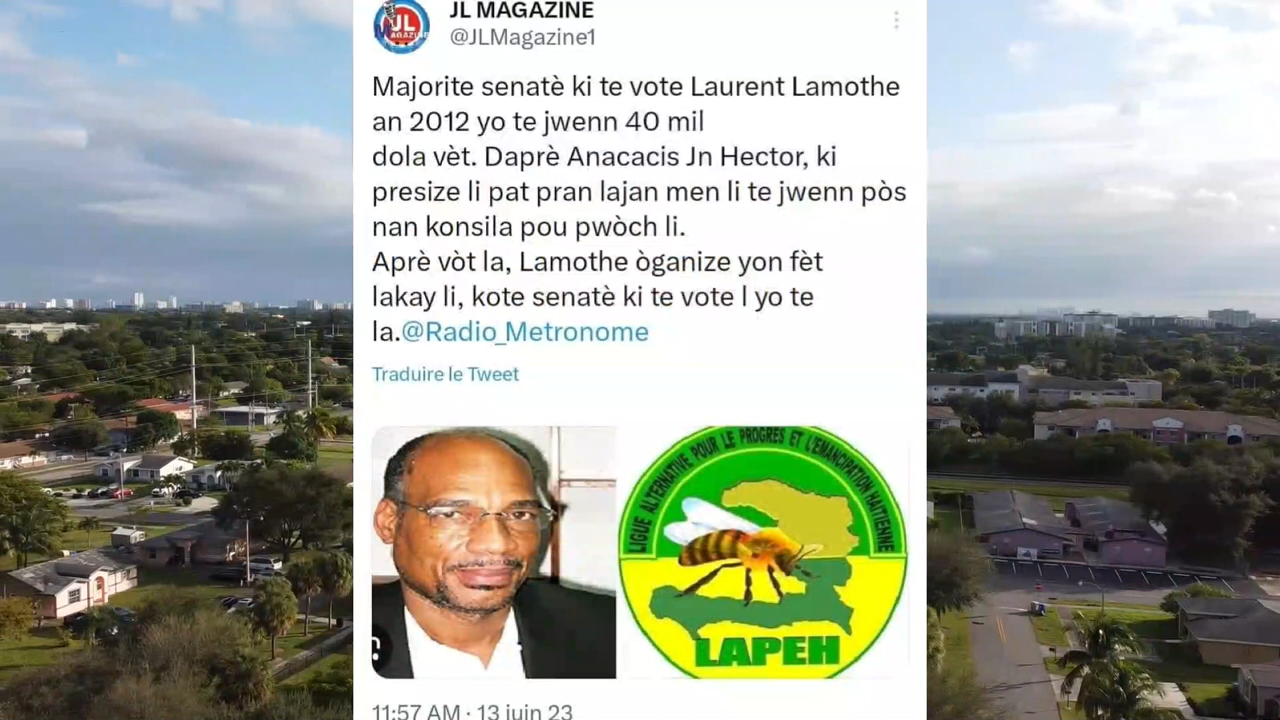 JL MAGAZINE
@JLMagazine1
Majorite senatè ki te vote Laurent Lamothe
an 2012 yo te jwenn 40 mil
dola vèt. Daprè Anacacis Jn Hector, ki
presize li pat pran lajan men li te jwenn pòs
nan konsila pou pwòch li.
Aprè vòt la, Lamothe òganize yon fèt
lakay li, kote senatè ki te vote l yo te
la.@Radio_Metronome
Traduire le Tweet
LIGUE ALTERNATIVE POUR LE PROGRES ET L'EMANCIPATION HAITIENNE
LAPEH
11:57 AM · 13 juin 23